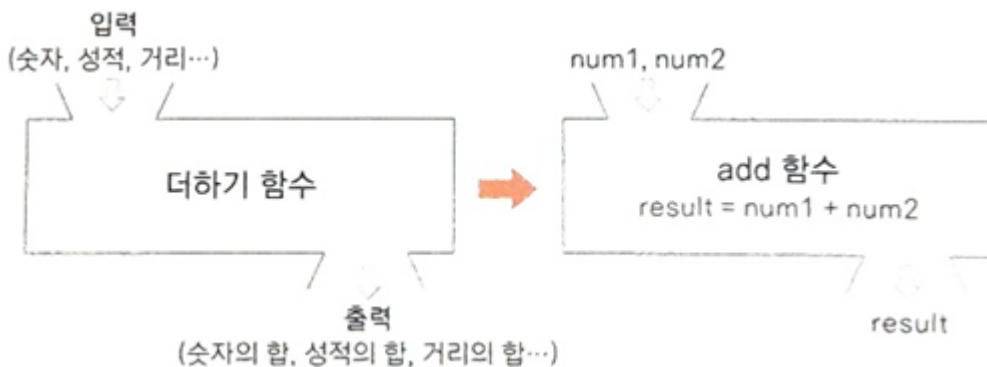 입력
(숫자, 성적, 거리…)
더하기 함수
출력
(숫자의 합, 성적의 합, 거리의 합…)
num1, num2
add 함수
result = num1 + num2
result